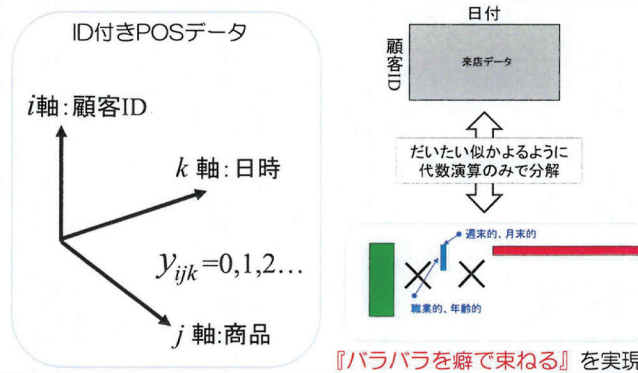 ID付きPOSデータ
i軸:顧客ID
k 軸:日時
y_{ijk}=0,1,2…
j 軸:商品
日付
顧客ID
来店データ
だいたい似かよるように
代数演算のみで分解
週末的、月末的
職業的、年齢的
『バラバラを癖で束ねる』を実現